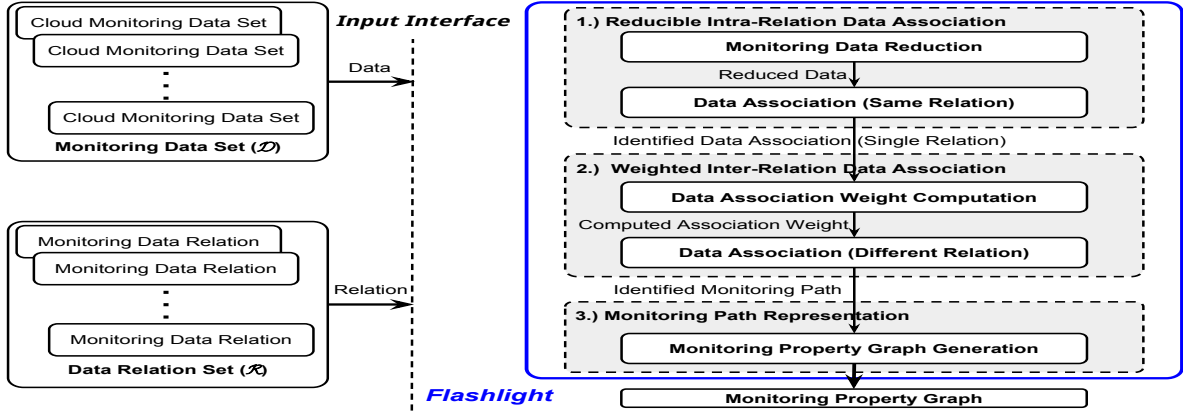 Cloud Monitoring Data Set
Cloud Monitoring Data Set
Cloud Monitoring Data Set
Monitoring Data Set (𝒟)
Monitoring Data Relation
Monitoring Data Relation
Monitoring Data Relation
Data Relation Set (ℛ)
Input Interface
Data
Relation
Flashlight
1.) Reducible Intra-Relation Data Association
Monitoring Data Reduction
Reduced Data
Data Association (Same Relation)
Identified Data Association (Single Relation)
2.) Weighted Inter-Relation Data Association
Data Association Weight Computation
Computed Association Weight
Data Association (Different Relation)
Identified Monitoring Path
3.) Monitoring Path Representation
Monitoring Property Graph Generation
Monitoring Property Graph